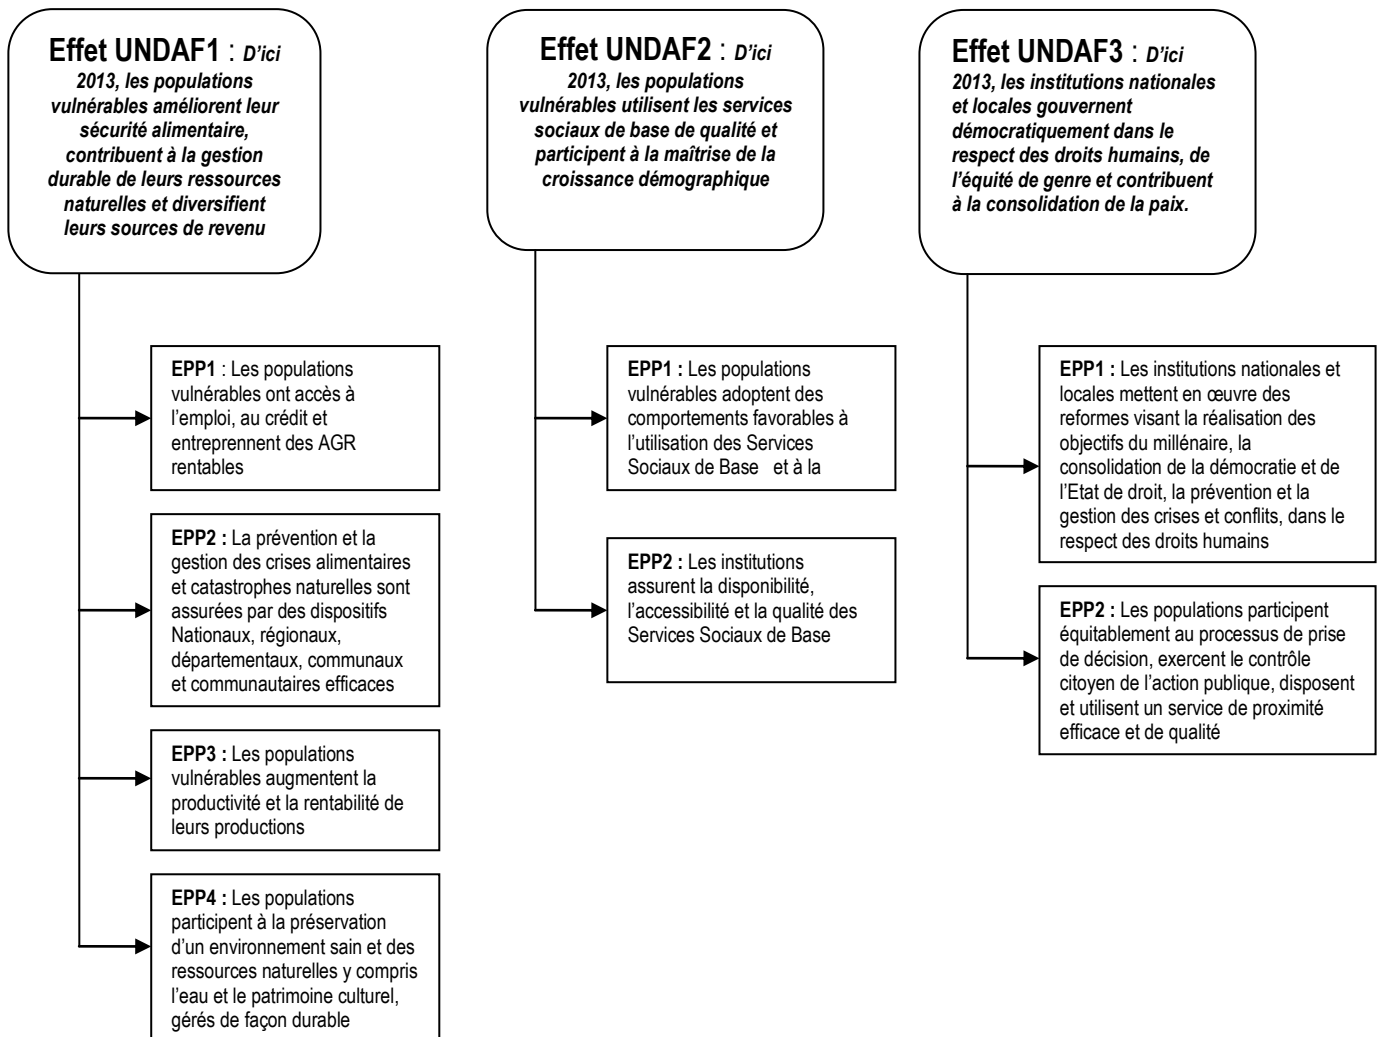 Effet UNDAF1 : D'ici
2013, les populations
vulnérables améliorent leur
sécurité alimentaire,
contribuent à la gestion
durable de leurs ressources
naturelles et diversifient
leurs sources de revenu
EPP1 : Les populations
vulnérables ont accès à
l'emploi, au crédit et
entreprennent des AGR
rentables
EPP2 : La prévention et la
gestion des crises alimentaires
et catastrophes naturelles sont
assurées par des dispositifs
Nationaux, régionaux,
départementaux, communaux
et communautaires efficaces
EPP3 : Les populations
vulnérables augmentent la
productivité et la rentabilité de
leurs productions
EPP4 : Les populations
participent à la préservation
d'un environnement sain et des
ressources naturelles y compris
l'eau et le patrimoine culturel,
gérés de façon durable
Effet UNDAF2 : D'ici
2013, les populations
vulnérables utilisent les services
sociaux de base de qualité et
participent à la maîtrise de la
croissance démographique
EPP1 : Les populations
vulnérables adoptent des
comportements favorables à
l'utilisation des Services
Sociaux de Base et à la
EPP2 : Les institutions
assurent la disponibilité,
l'accessibilité et la qualité des
Services Sociaux de Base
Effet UNDAF3 : D'ici
2013, les institutions nationales
et locales gouvernent
démocratiquement dans le
respect des droits humains, de
l'équité de genre et contribuent
à la consolidation de la paix.
EPP1 : Les institutions nationales et
locales mettent en œuvre des
reformes visant la réalisation des
objectifs du millénaire, la
consolidation de la démocratie et de
l'Etat de droit, la prévention et la
gestion des crises et conflits, dans le
respect des droits humains
EPP2 : Les populations participent
équitablement au processus de prise
de décision, exercent le contrôle
citoyen de l'action publique, disposent
et utilisent un service de proximité
efficace et de qualité